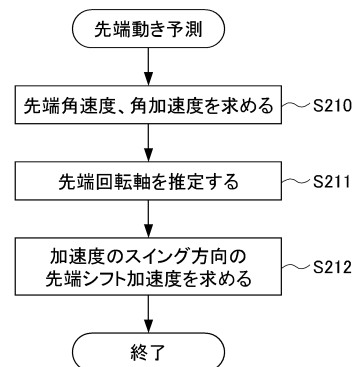 先端動き予測
先端角速度、角加速度を求める
S210
先端回転軸を推定する
S211
加速度のスイング方向の
先端シフト加速度を求める
S212
終了